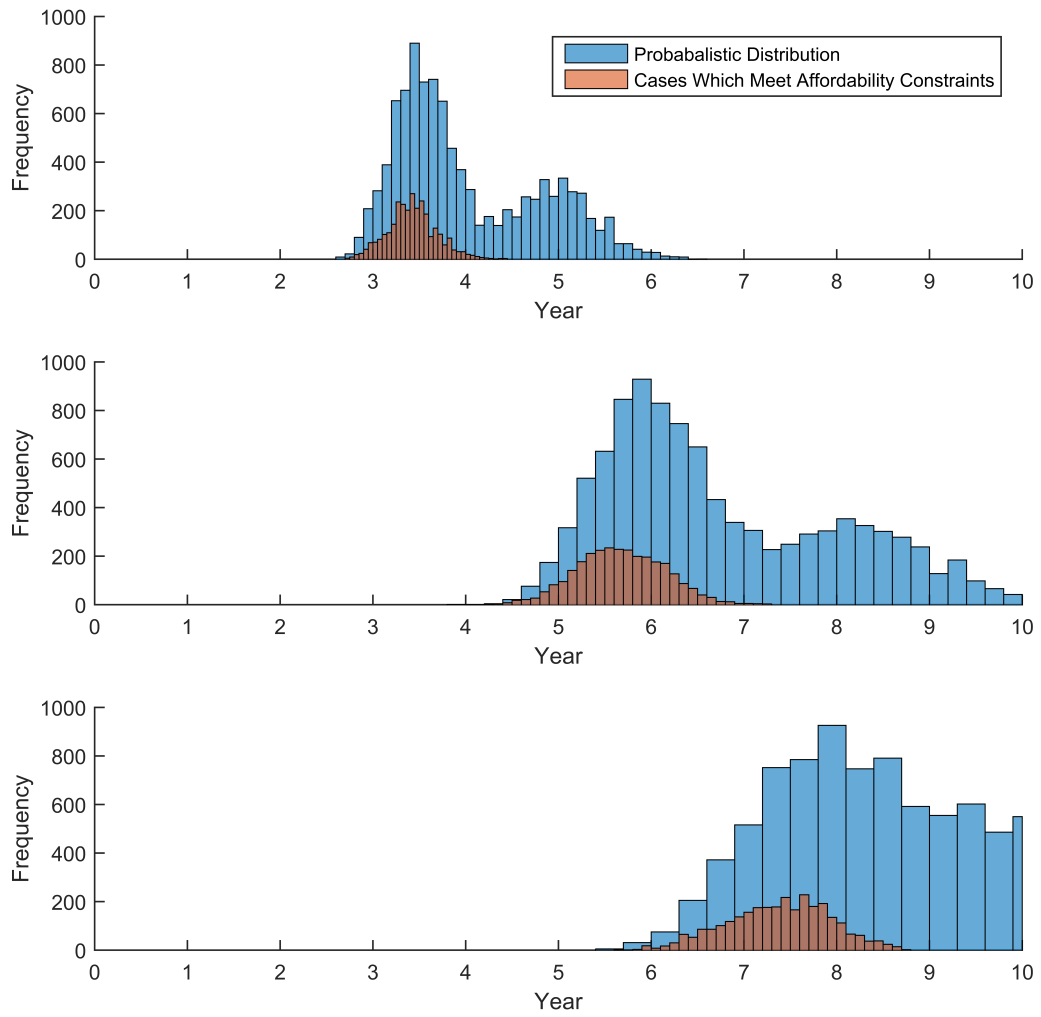 1000
800
600
400
200
0
Frequency
Probabalistic Distribution
Cases Which Meet Affordability Constraints
0 1 2 3 4 5 6 7 8 9 10
Year
1000
800
600
400
200
0
Frequency
0 1 2 3 4 5 6 7 8 9 10
Year
1000
800
600
400
200
0
Frequency
0 1 2 3 4 5 6 7 8 9 10
Year